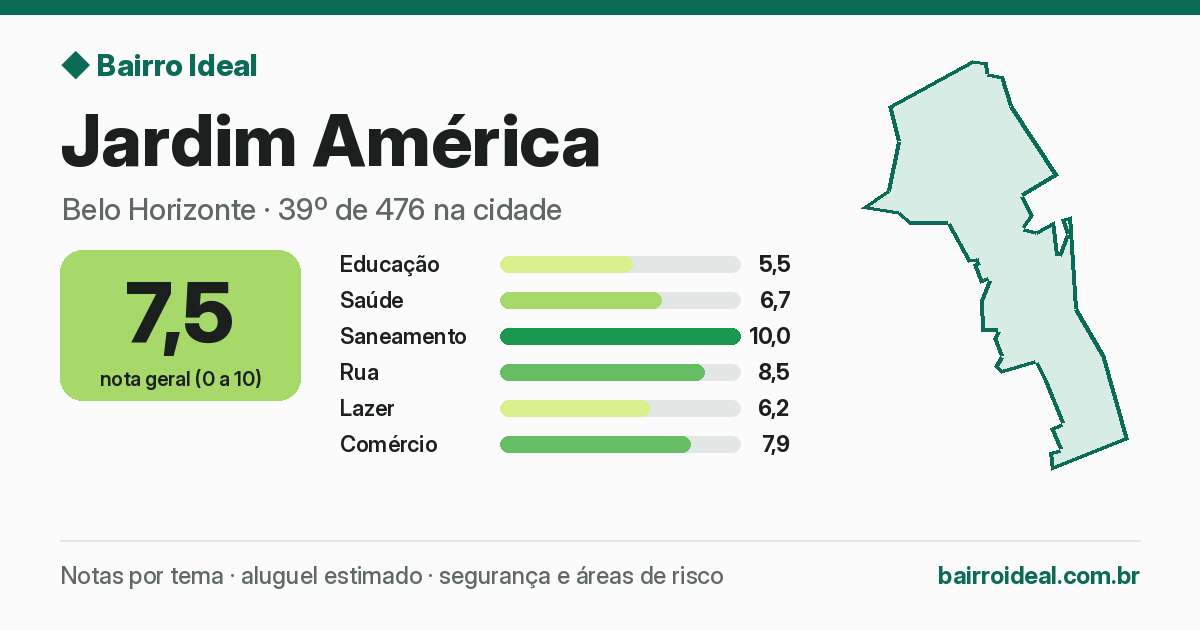 Bairro Ideal
Jardim América
Belo Horizonte · 39º de 476 na cidade
7,5
nota geral (0 a 10)
Educação 5,5
Saúde 6,7
Saneamento 10,0
Rua 8,5
Lazer 6,2
Comércio 7,9
Notas por tema · aluguel estimado · segurança e áreas de risco
bairroideal.com.br